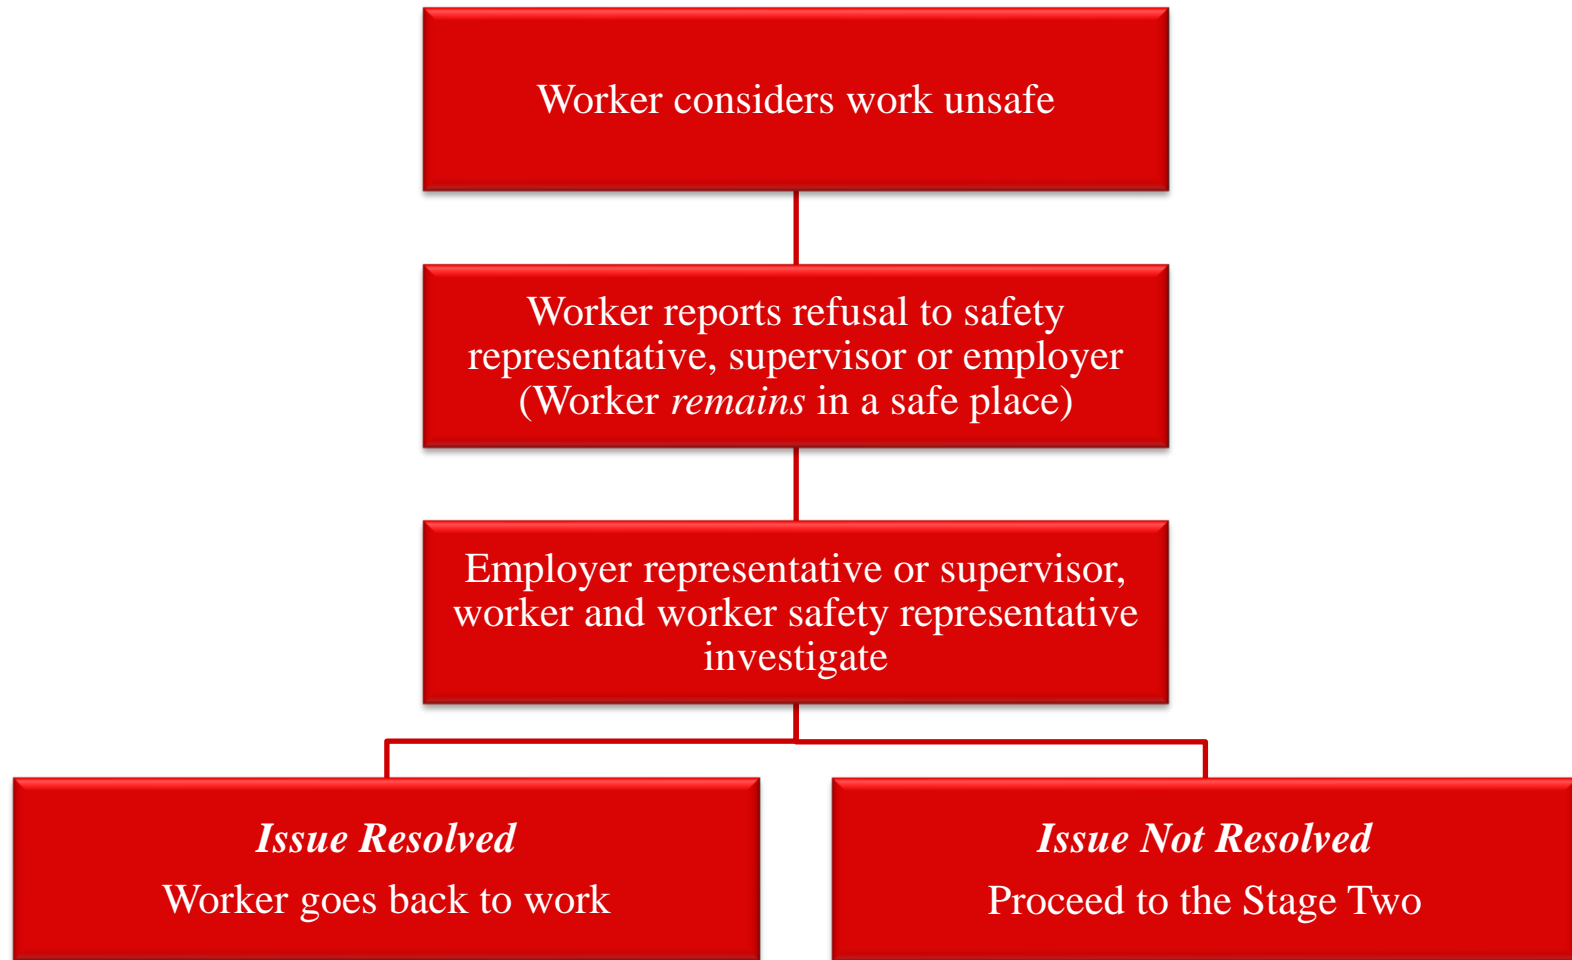 Worker considers work unsafe
Worker reports refusal to safety
representative, supervisor or employer
(Worker remains in a safe place)
Employer representative or supervisor,
worker and worker safety representative
investigate
Issue Resolved
Worker goes back to work
Issue Not Resolved
Proceed to the Stage Two